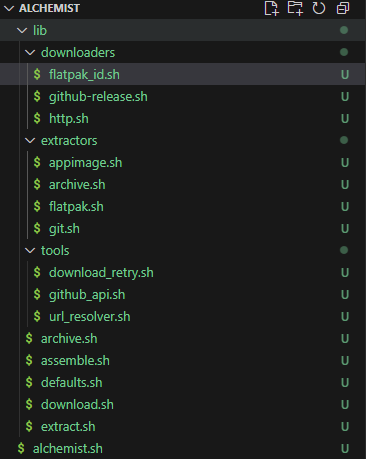 ALCHEMIST
lib
downloaders
$ flatpak_id.sh U
$ github-release.sh U
$ http.sh U
extractors
$ appimage.sh U
$ archive.sh U
$ flatpak.sh U
$ git.sh U
tools
$ download_retry.sh U
$ github_api.sh U
$ url_resolver.sh U
$ archive.sh U
$ assemble.sh U
$ defaults.sh U
$ download.sh U
$ extract.sh U
$ alchemist.sh U